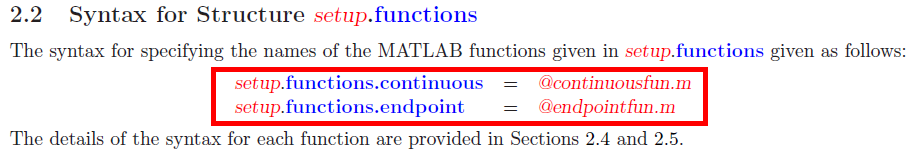 2.2 Syntax for Structure setup.functions
The syntax for specifying the names of the MATLAB functions given in setup.functions given as follows:
setup.functions.continuous = @continuousfun.m
setup.functions.endpoint = @endpointfun.m
The details of the syntax for each function are provided in Sections 2.4 and 2.5.